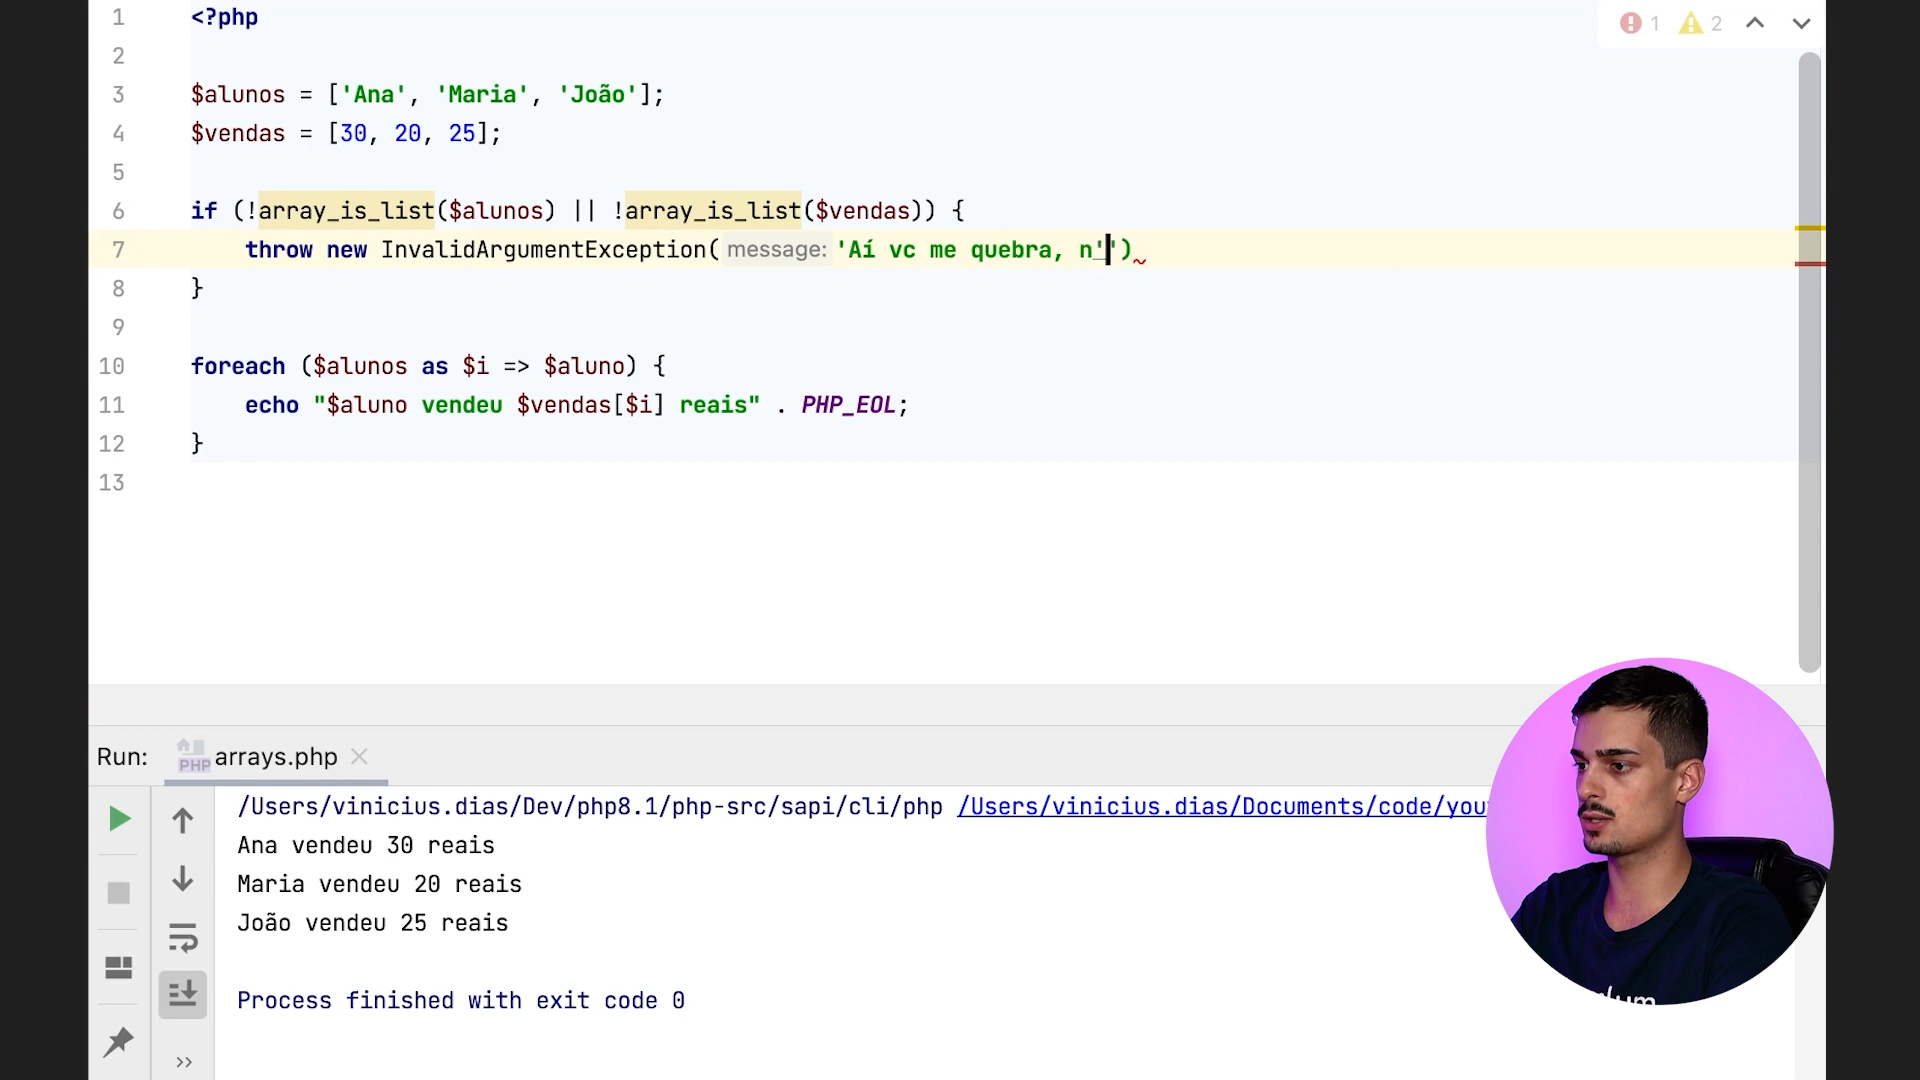 1 <?php
2
3 $alunos = ['Ana', 'Maria', 'João'];
4 $vendas = [30, 20, 25];
5
6 if (!array_is_list($alunos) || !array_is_list($vendas)) {
7 throw new InvalidArgumentException( message: 'Aí vc me quebra, n'')
8 }
9
10 foreach ($alunos as $i => $aluno) {
11 echo "$aluno vendeu $vendas[$i] reais" . PHP_EOL;
12 }
13
1 2
Run: PHP arrays.php
/Users/vinicius.dias/Dev/php8.1/php-src/sapi/cli/php /Users/vinicius.dias/Documents/code/you
Ana vendeu 30 reais
Maria vendeu 20 reais
João vendeu 25 reais
Process finished with exit code 0